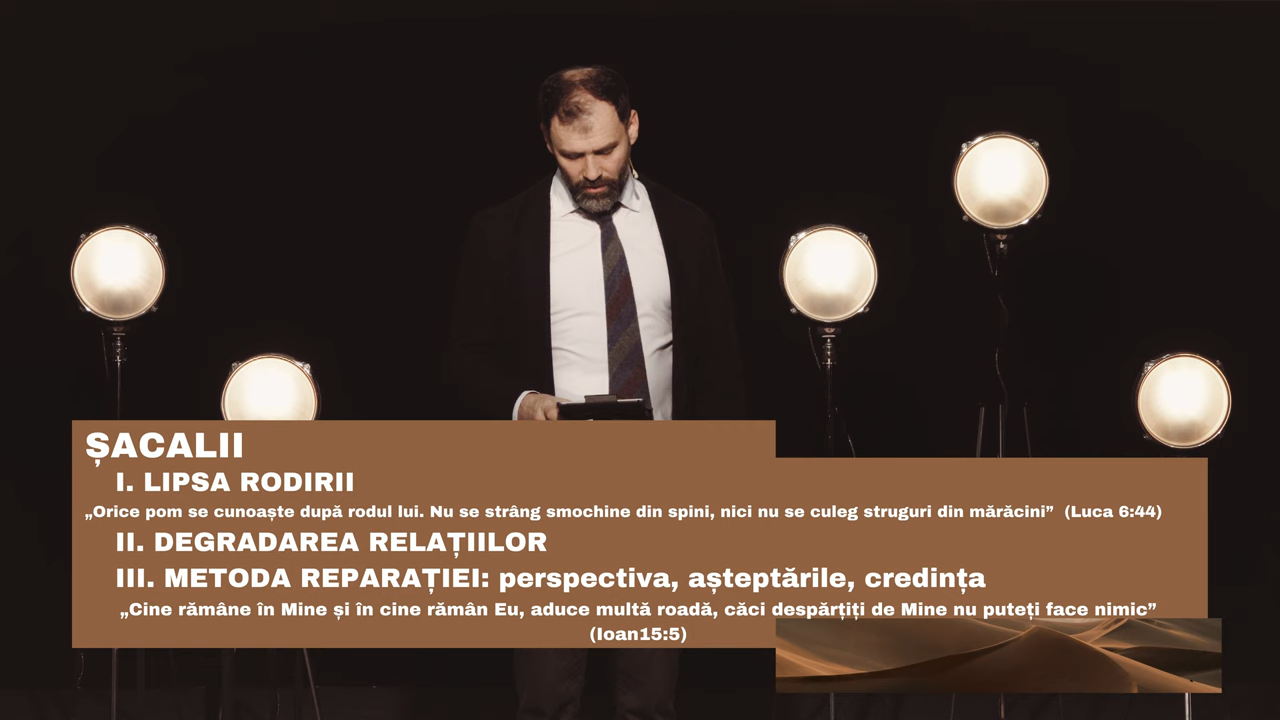 ȘACALII
I. LIPSA RODIRII
„Orice pom se cunoaște după rodul lui. Nu se strâng smochine din spini, nici nu se culeg struguri din mărăcini” (Luca 6:44)
II. DEGRADAREA RELAȚIILOR
III. METODA REPARAȚIEI: perspectiva, așteptările, credința
„Cine rămâne în Mine și în cine rămân Eu, aduce multă roadă, căci despărțiți de Mine nu puteți face nimic”
(Ioan15:5)